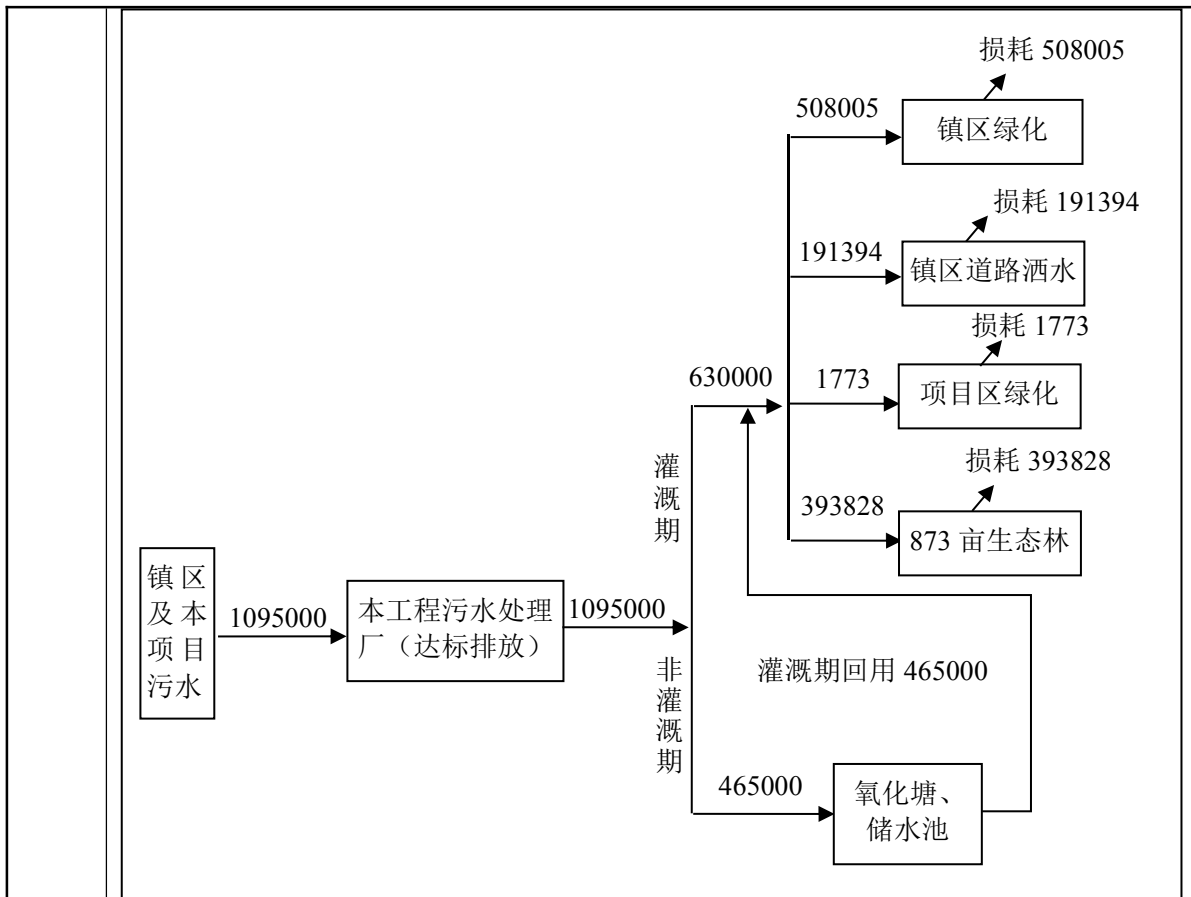 损耗 508005
508005
镇区绿化
损耗 191394
191394
镇区道路洒水
损耗 1773
630000
1773
项目区绿化
灌溉期
损耗 393828
393828
873 亩生态林
镇区
及本
项目
污水
1095000
本工程污水处理
厂（达标排放）
1095000
非灌溉期
灌溉期回用 465000
465000
氧化塘、
储水池